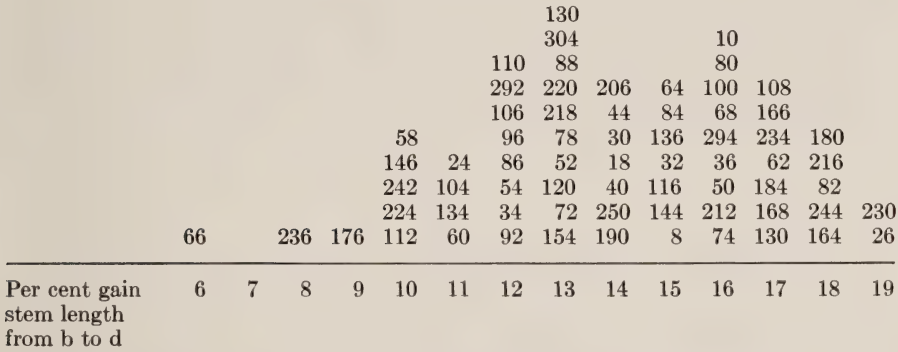 130
304 10
110 88 80
292 220 206 64 100 108
106 218 44 84 68 166
58 96 78 30 136 294 234 180
146 24 86 52 18 32 36 62 216
242 104 54 120 40 116 50 184 82
224 134 34 72 250 144 212 168 244 230
66 236 176 112 60 92 154 190 8 74 130 164 26
Per cent gain 6 7 8 9 10 11 12 13 14 15 16 17 18 19
stem length
from b to d